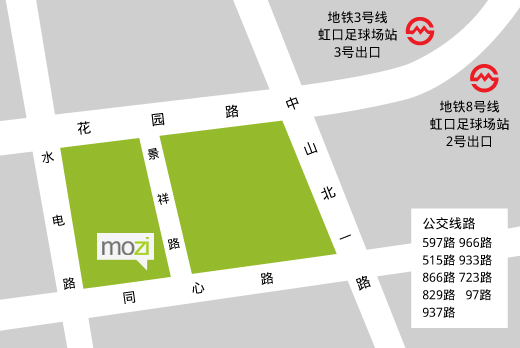 地铁3号线
虹口足球场站
3号出口
地铁8号线
虹口足球场站
2号出口
花园路
中山北一路
水电路
景祥路
mozi
同心路
公交线路
597路 966路
515路 933路
866路 723路
829路 97路
937路